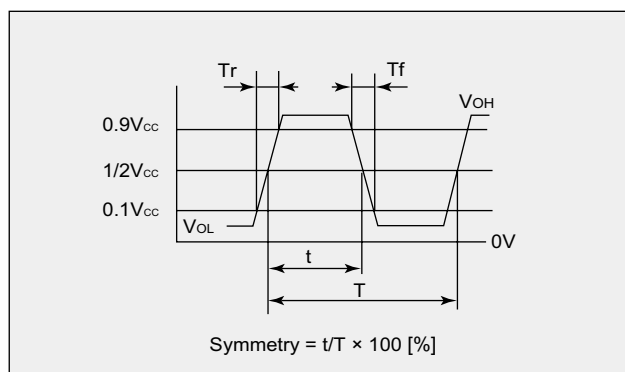 Tr
Tf
VOH
0.9Vcc
1/2Vcc
0.1Vcc
VOL
0V
t
T
Symmetry = t/T × 100 [%]